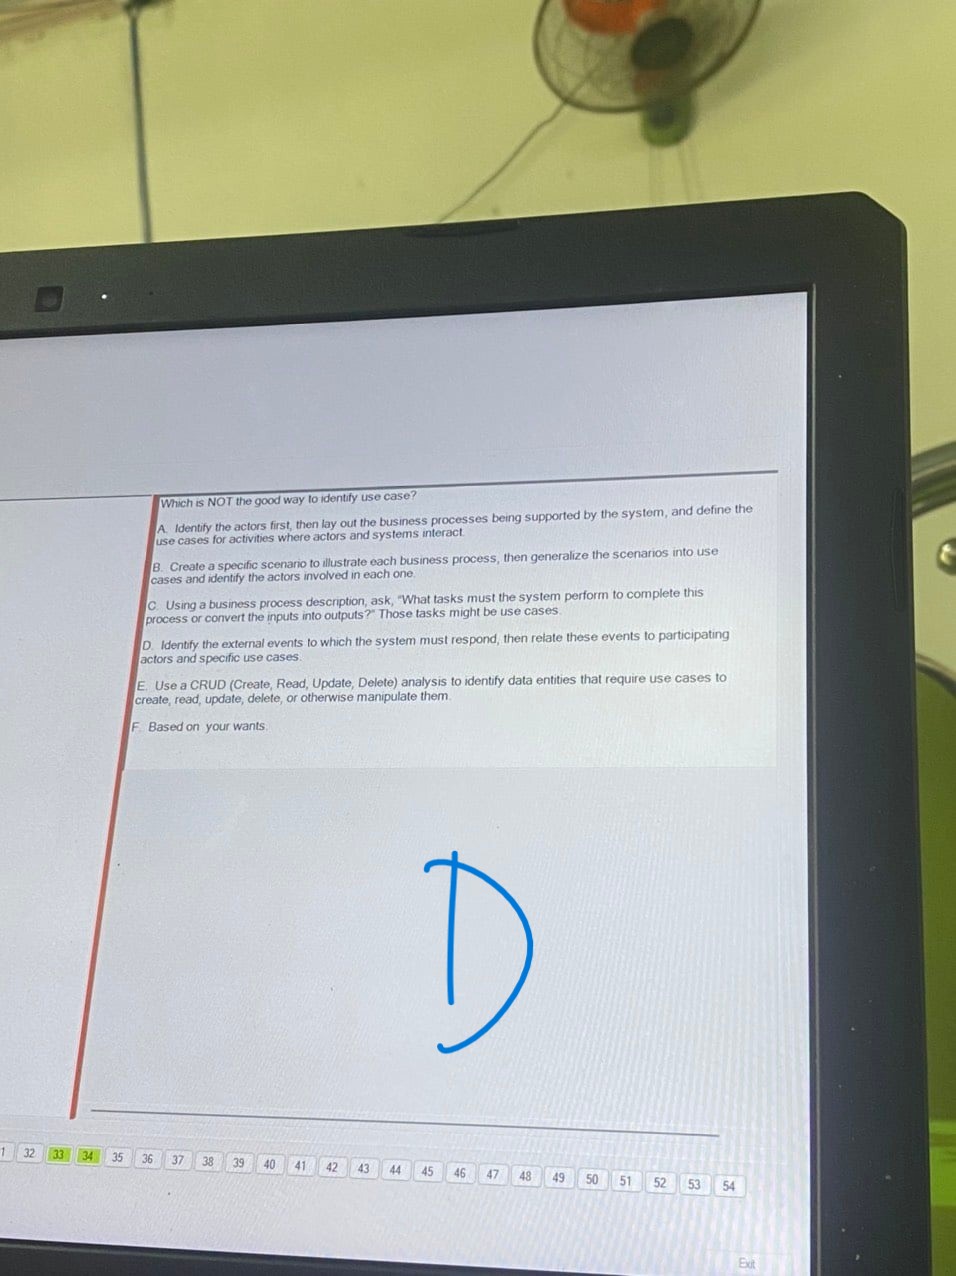 Which is NOT the good way to identify use case?
A. Identify the actors first, then lay out the business processes being supported by the system, and define the
use cases for activities where actors and systems interact.
B. Create a specific scenario to illustrate each business process, then generalize the scenarios into use
cases and identify the actors involved in each one.
C. Using a business process description, ask, "What tasks must the system perform to complete this
process or convert the inputs into outputs?" Those tasks might be use cases.
D. Identify the external events to which the system must respond, then relate these events to participating
actors and specific use cases.
E. Use a CRUD (Create, Read, Update, Delete) analysis to identify data entities that require use cases to
create, read, update, delete, or otherwise manipulate them.
F. Based on your wants.
D
1 32 33 34 35 36 37 38 39 40 41 42 43 44 45 46 47 48 49 50 51 52 53 54
Exit